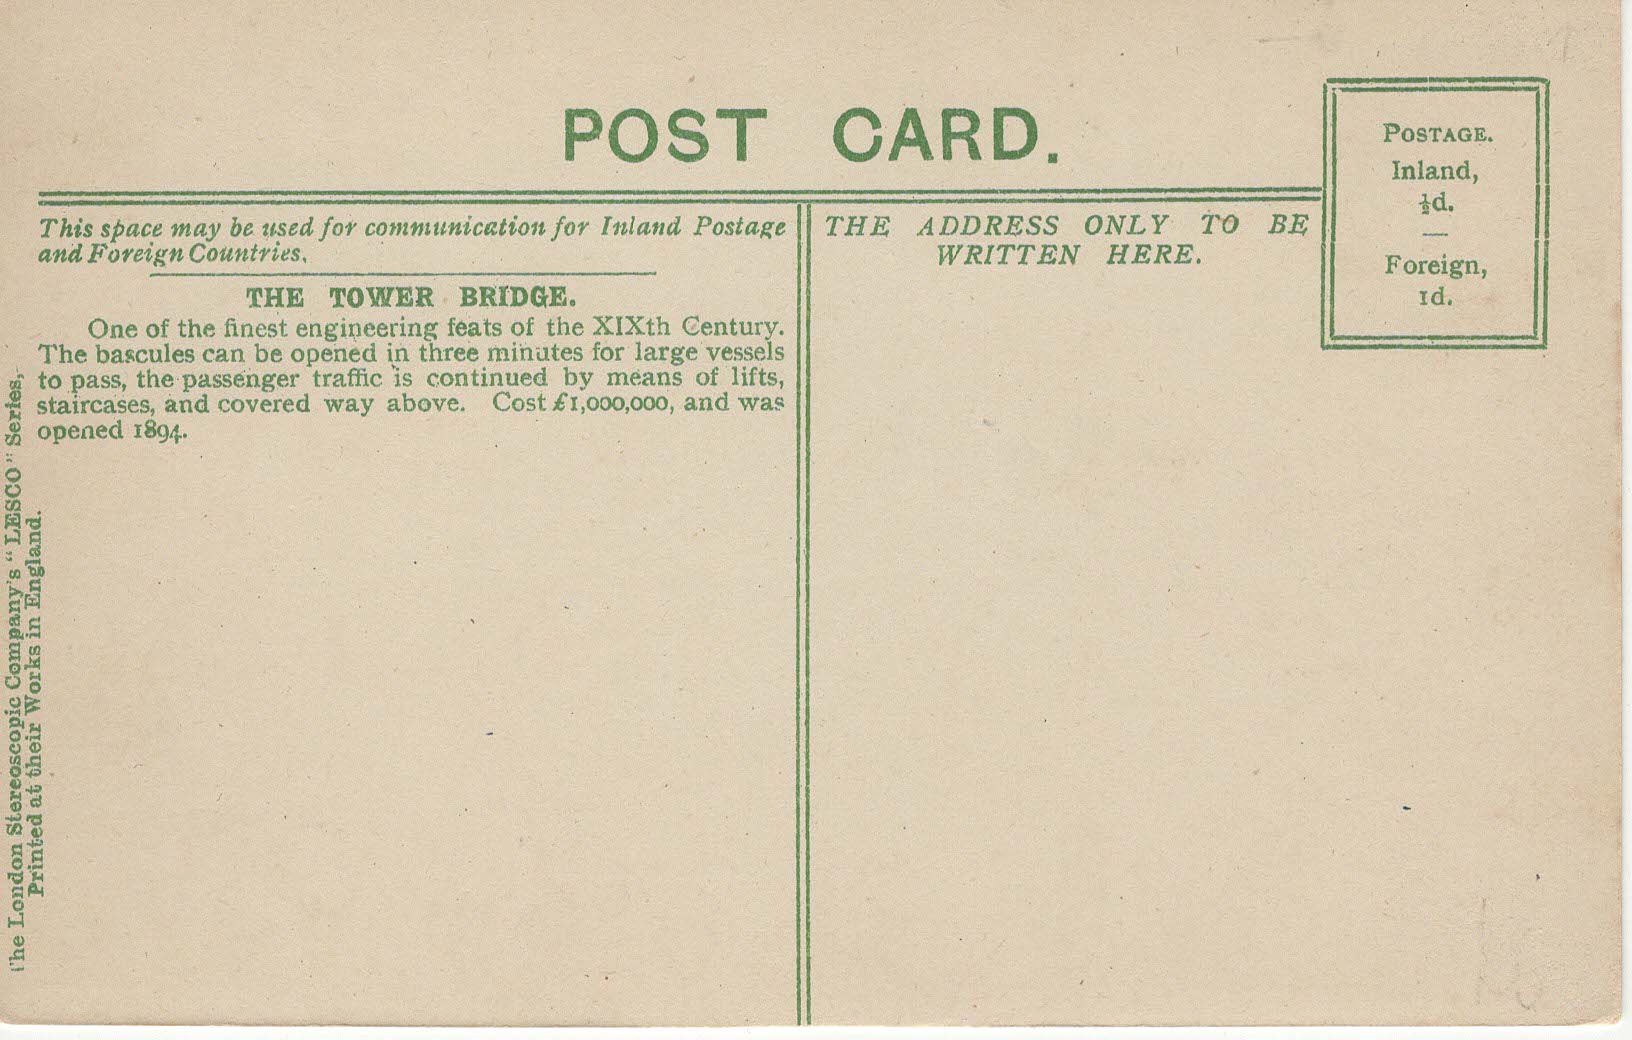 POST CARD.
POSTAGE.
Inland,
½d.
—
Foreign,
1d.
This space may be used for communication for Inland Postage
and Foreign Countries.
THE ADDRESS ONLY TO BE
WRITTEN HERE.
THE TOWER BRIDGE.
One of the finest engineering feats of the XIXth Century.
The bascules can be opened in three minutes for large vessels
to pass, the passenger traffic is continued by means of lifts,
staircases, and covered way above. Cost £1,000,000, and was
opened 1894.
The London Stereoscopic Company's "LESCO" Series,
Printed at their Works in England.